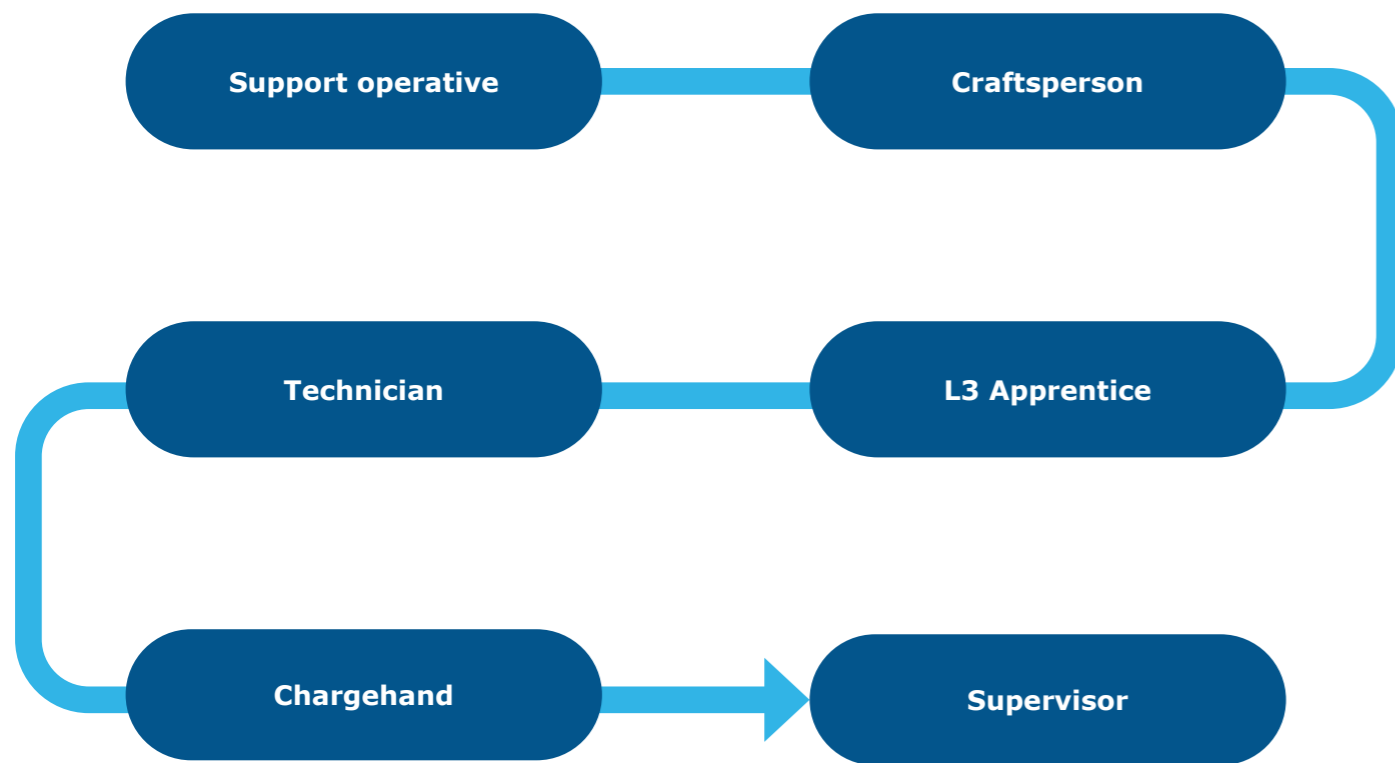 Support operative
Craftsperson
L3 Apprentice
Technician
Chargehand
Supervisor